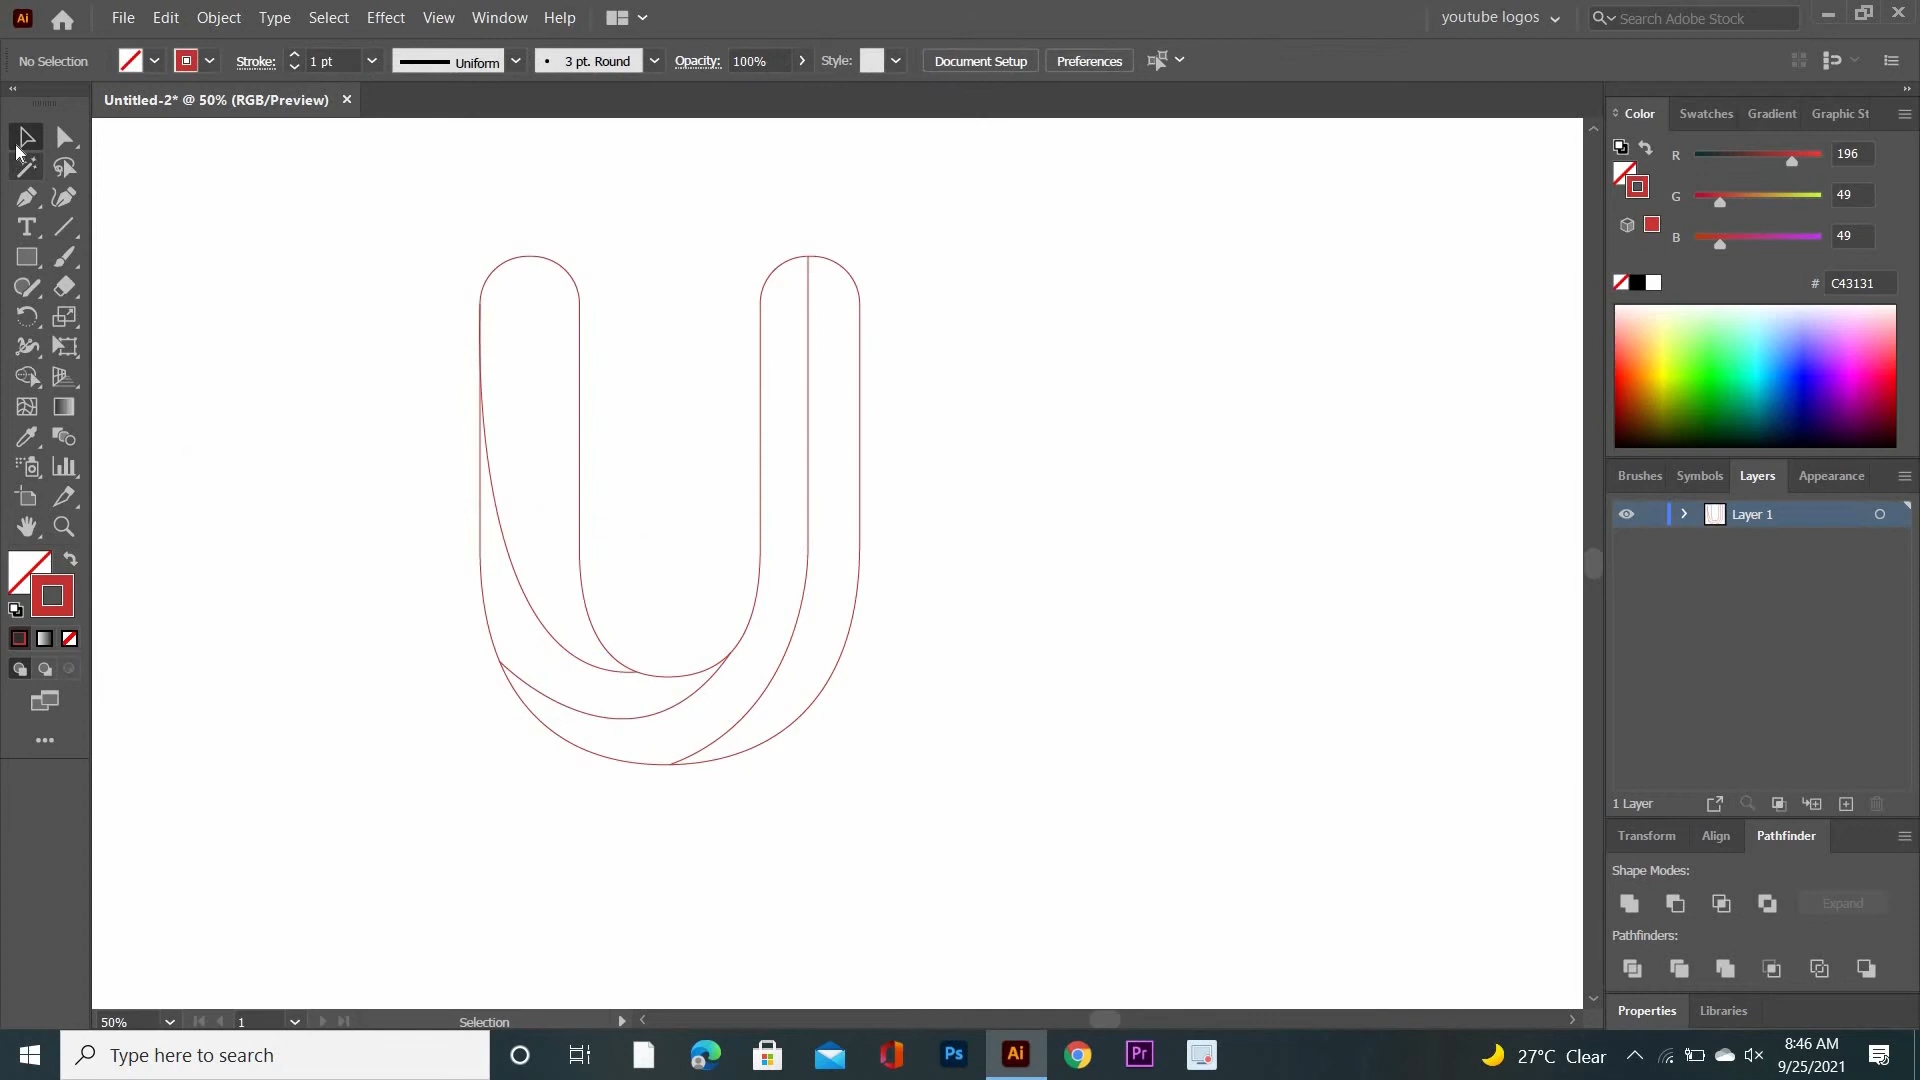 Ai File Edit Object Type Select Effect View Window Help youtube logos Search Adobe Stock
No Selection Stroke: 1 pt Uniform 3 pt. Round Opacity: 100% Style: Document Setup Preferences
Untitled-2* @ 50% (RGB/Preview)
Color Swatches Gradient Graphic St
R 196
G 49
B 49
# C43131
Brushes Symbols Layers Appearance
Layer 1
1 Layer
Transform Align Pathfinder
Shape Modes:
Expand
Pathfinders:
Properties Libraries
50% 1 Selection
Type here to search Ps Ai Pr 27°C Clear 8:46 AM
9/25/2021